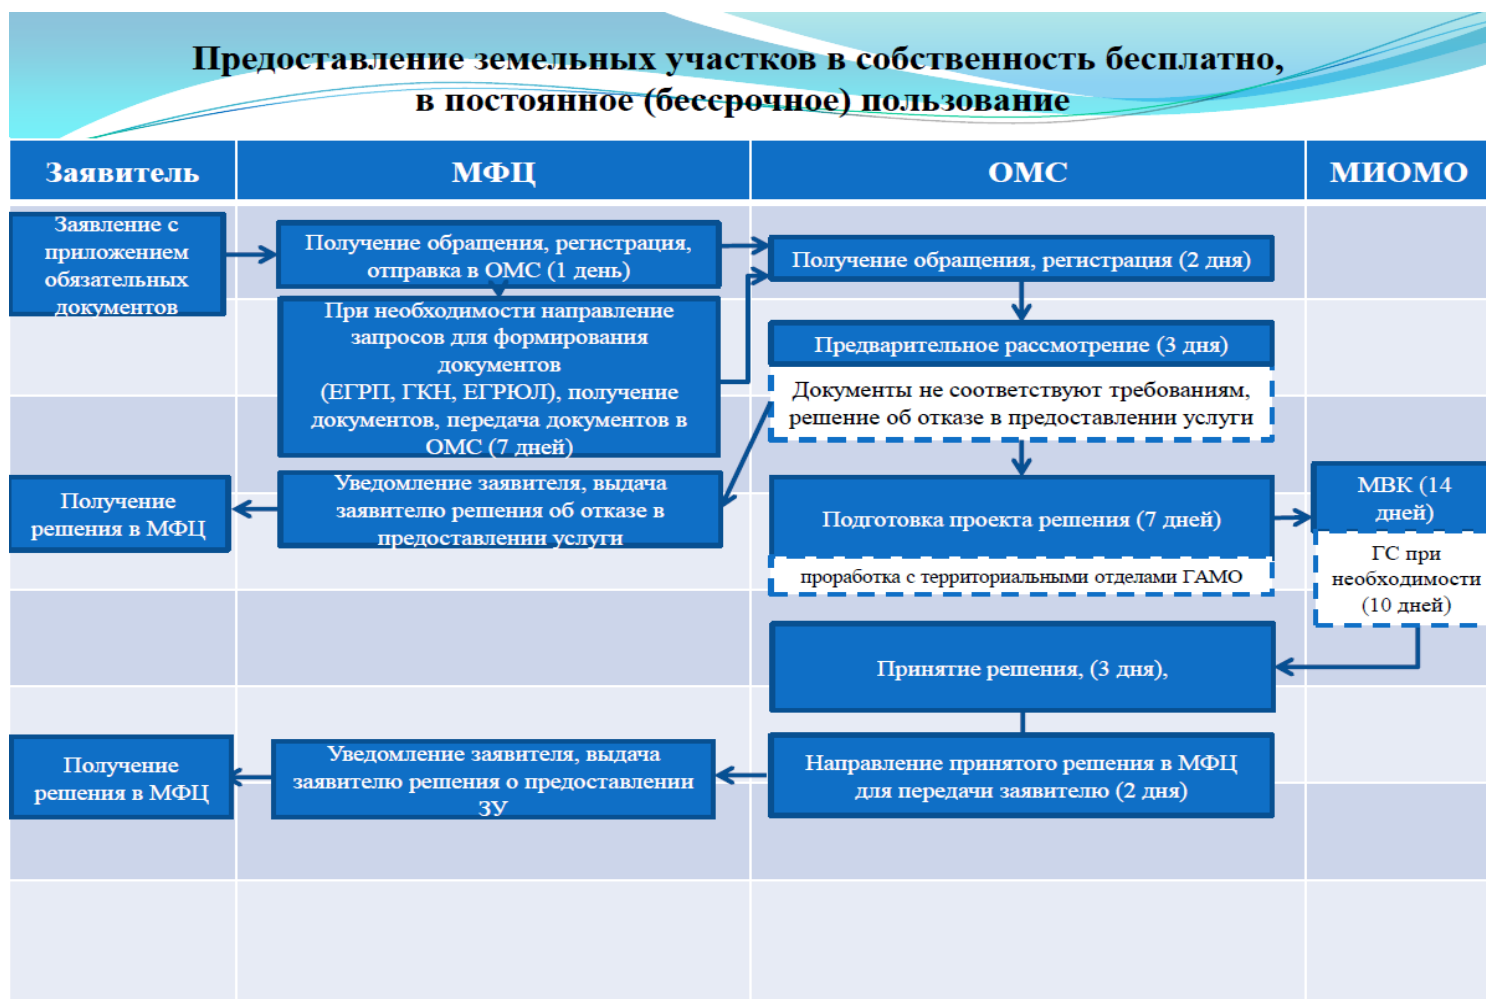 Предоставление земельных участков в собственность бесплатно,
в постоянное (бессрочное) пользование
Заявитель
МФЦ
ОМС
МИОМО
Заявление с
приложением
обязательных
документов
Получение обращения, регистрация,
отправка в ОМС (1 день)
Получение обращения, регистрация (2 дня)
При необходимости направление
запросов для формирования
документов
(ЕГРП, ГКН, ЕГРЮЛ), получение
документов, передача документов в
ОМС (7 дней)
Предварительное рассмотрение (3 дня)
Документы не соответствуют требованиям,
решение об отказе в предоставлении услуги
Получение
решения в МФЦ
Уведомление заявителя, выдача
заявителю решения об отказе в
предоставлении услуги
Подготовка проекта решения (7 дней)
проработка с территориальными отделами ГАМО
МВК (14
дней)
ГС при
необходимости
(10 дней)
Принятие решения, (3 дня),
Получение
решения в МФЦ
Уведомление заявителя, выдача
заявителю решения о предоставлении
ЗУ
Направление принятого решения в МФЦ
для передачи заявителю (2 дня)